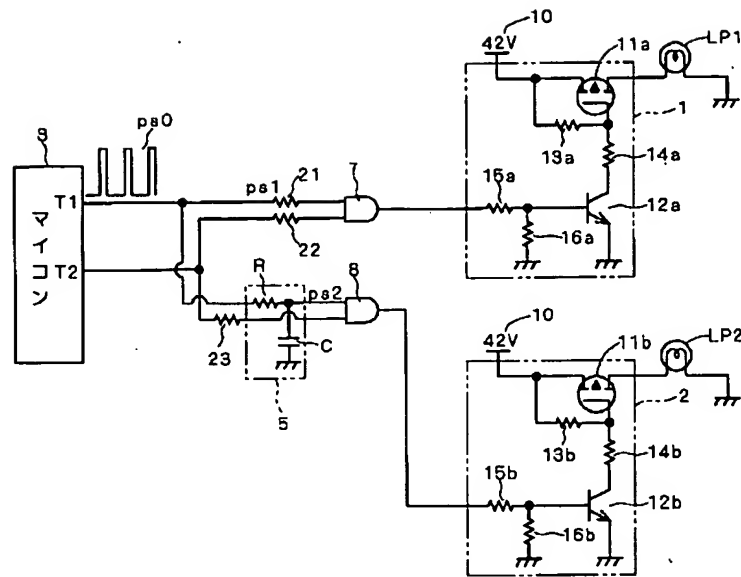 10
42V
11a
LP1
1
13a
14a
15a
12a
16a
9
ps0
T1
マイコン
T2
ps1
21
7
22
R
ps2
8
23
C
5
10
42V
11b
LP2
2
13b
14b
15b
12b
16b